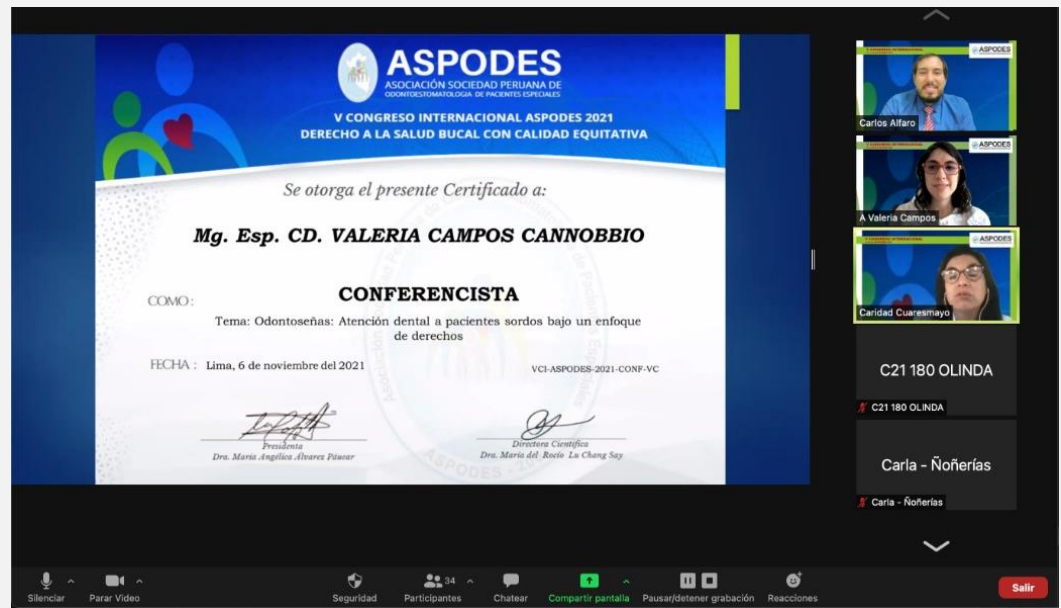 ASPODES
ASOCIACIÓN SOCIEDAD PERUANA DE
ODONTOESTOMATOLOGIA DE PACIENTES ESPECIALES
V CONGRESO INTERNACIONAL ASPODES 2021
DERECHO A LA SALUD BUCAL CON CALIDAD EQUITATIVA
Se otorga el presente Certificado a:
Mg. Esp. CD. VALERIA CAMPOS CANNOBBIO
COMO:
CONFERENCISTA
Tema: Odontoseñas: Atención dental a pacientes sordos bajo un enfoque
de derechos
FECHA : Lima, 6 de noviembre del 2021
VCI-ASPODES-2021-CONF-VC
Presidenta
Dra. María Angélica Álvarez Páucar
Directora Científica
Dra. María del Rocío Lu Chang Say
ASPODES
Carlos Alfaro
ASPODES
A Valeria Campos
ASPODES
Caridad Cuaresmayo
C21 180 OLINDA
C21 180 OLINDA
Carla - Ñoñerías
Carla - Ñoñerías
Silenciar
Parar Video
Seguridad
34
Participantes
Chatear
Compartir pantalla
Pausar/detener grabación
Reacciones
Salir